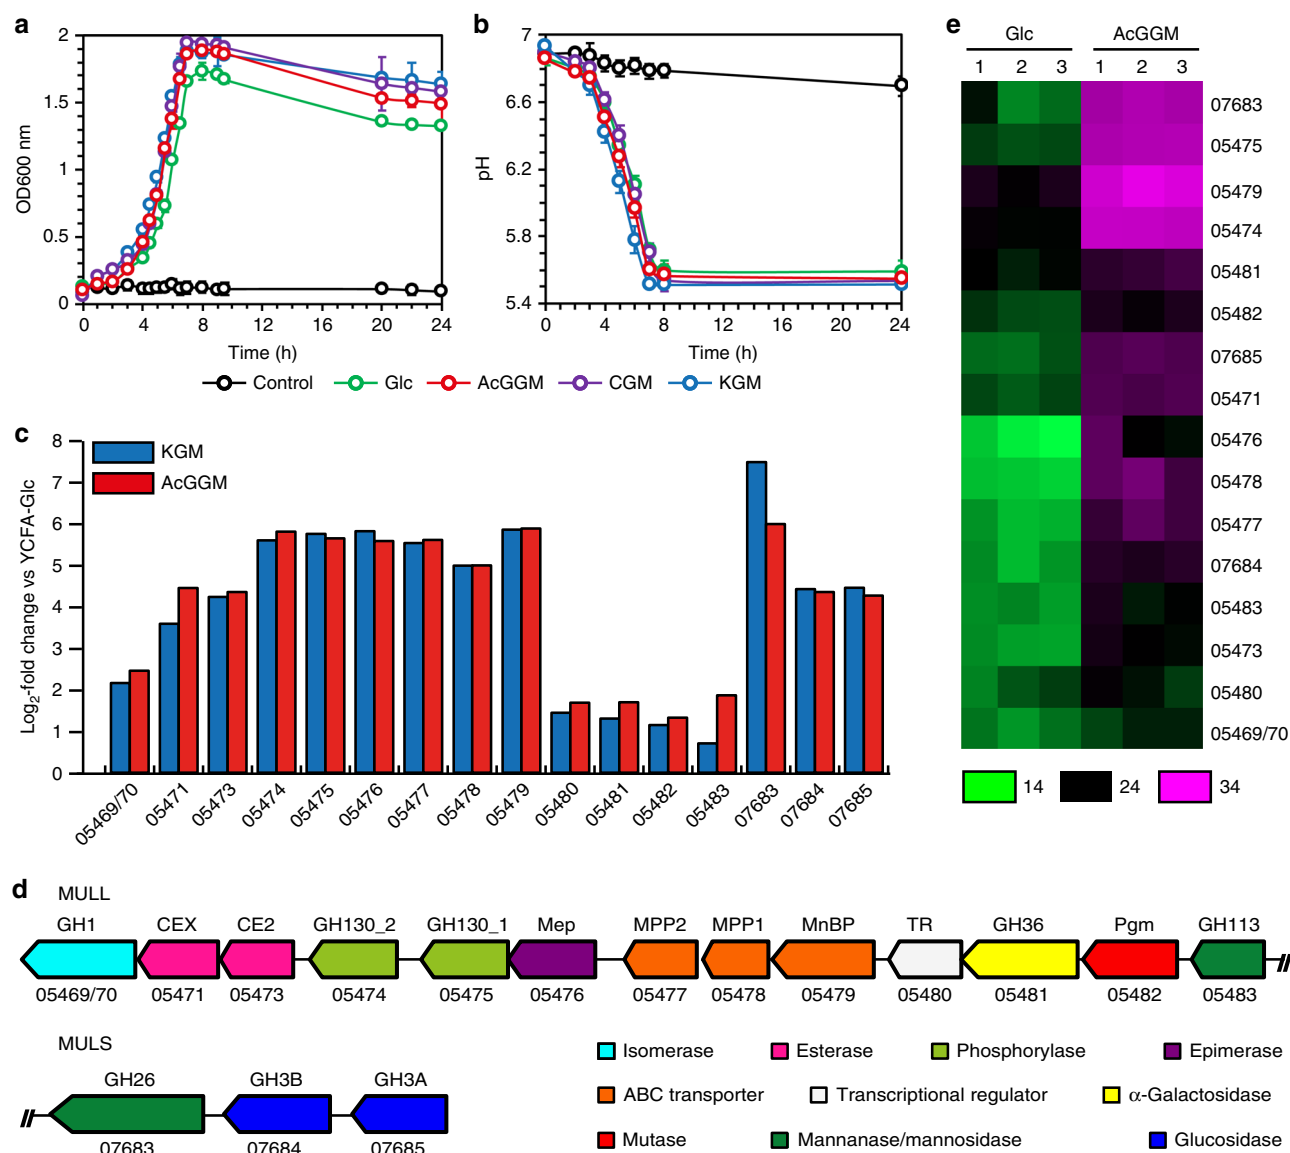 a
b
e
2
1.5
1
0.5
0
OD600 nm
0
4
8
12
16
20
24
Time (h)
7
6.6
6.2
5.8
5.4
pH
0
4
8
12
16
20
24
Time (h)
Control
Glc
AcGGM
CGM
KGM
Glc
AcGGM
1
2
3
1
2
3
07683
05475
05479
05474
05481
05482
07685
05471
05476
05478
05477
07684
05483
05473
05480
05469/70
14
24
34
c
8
7
6
5
4
3
2
1
0
Log2-fold change vs YCFA-Glc
KGM
AcGGM
05469/70
05471
05473
05474
05475
05476
05477
05478
05479
05480
05481
05482
05483
07683
07684
07685
d
MULL
GH1
CEX
CE2
GH130_2
GH130_1
Mep
MPP2
MPP1
MnBP
TR
GH36
Pgm
GH113
05469/70
05471
05473
05474
05475
05476
05477
05478
05479
05480
05481
05482
05483
MULS
GH26
GH3B
GH3A
07683
07684
07685
Isomerase
Esterase
Phosphorylase
Epimerase
ABC transporter
Transcriptional regulator
α-Galactosidase
Mutase
Mannanase/mannosidase
Glucosidase